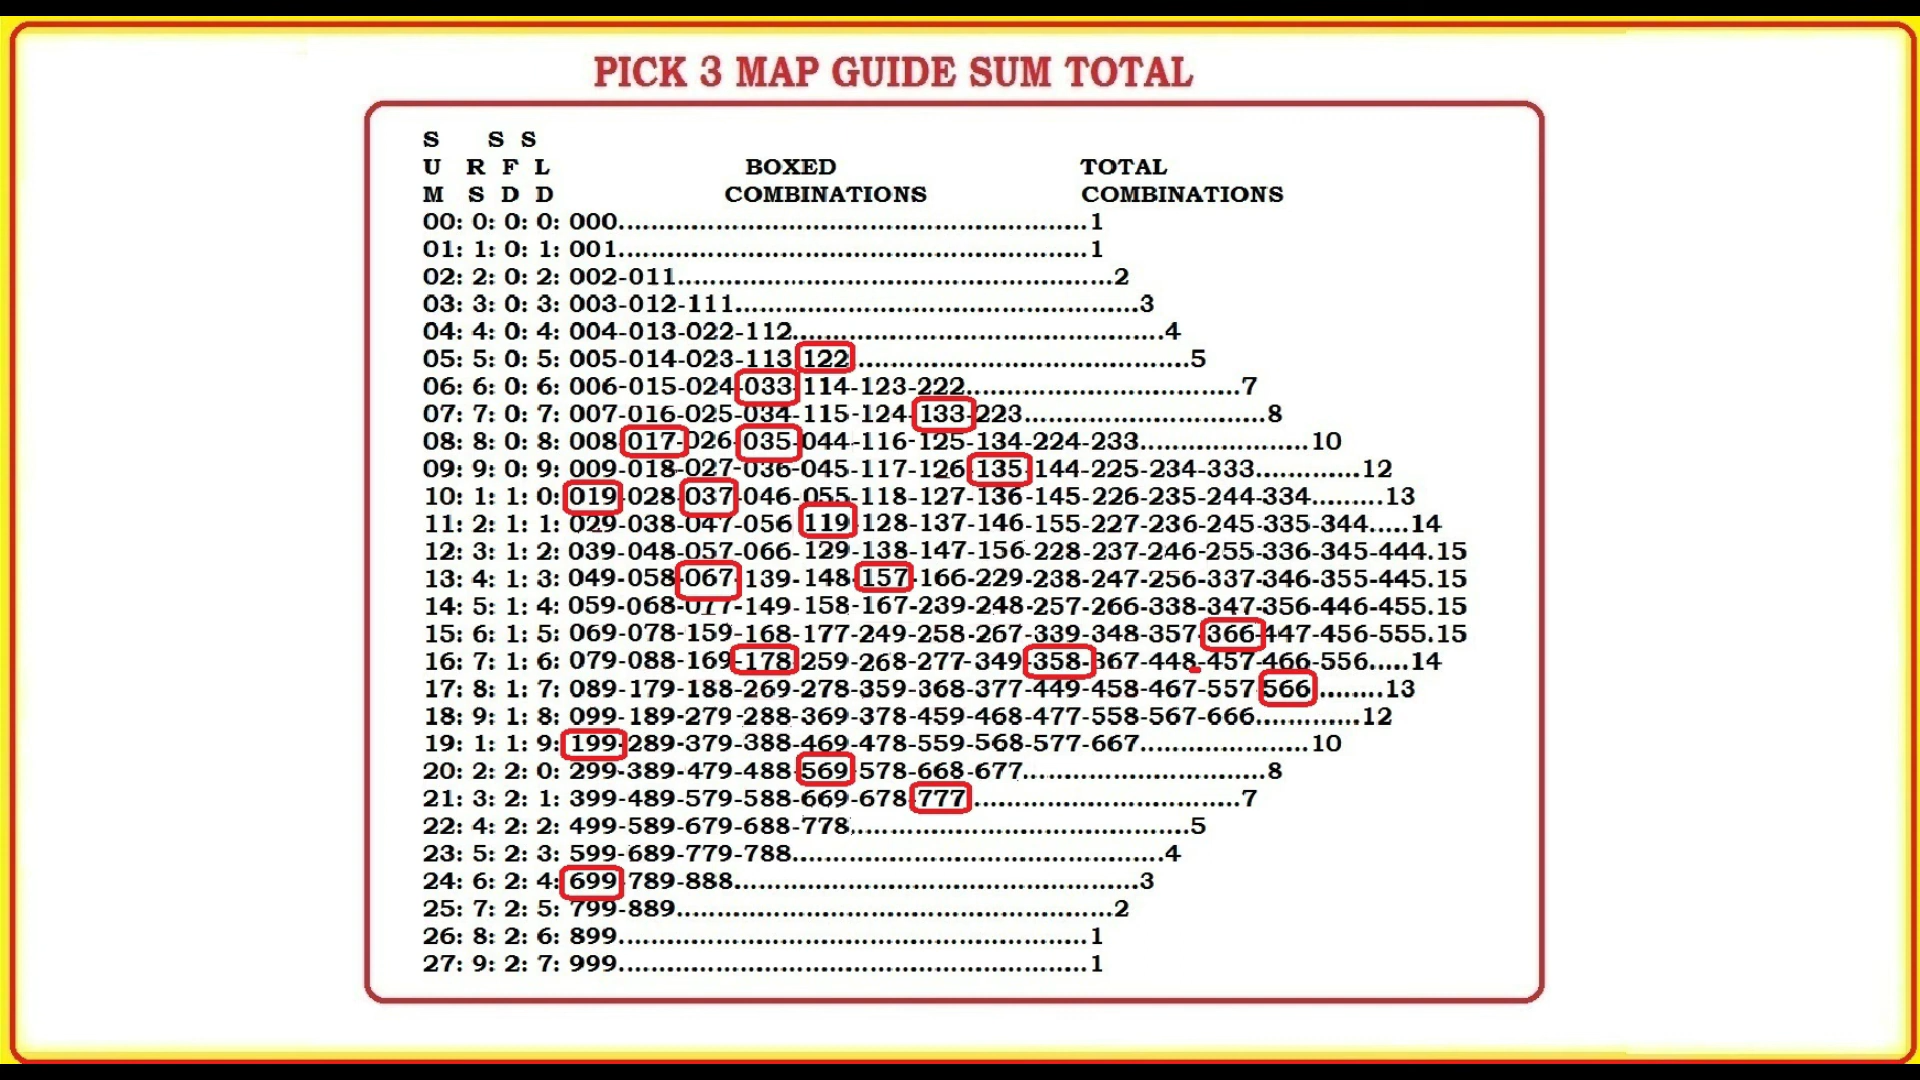 PICK 3 MAP GUIDE SUM TOTAL
S S S
U R F L BOXED TOTAL
M S D D COMBINATIONS COMBINATIONS
00: 0: 0: 0: 000..........................................................1
01: 1: 0: 1: 001..........................................................1
02: 2: 0: 2: 002-011......................................................2
03: 3: 0: 3: 003-012-111..................................................3
04: 4: 0: 4: 004-013-022-112..............................................4
05: 5: 0: 5: 005-014-023-113 122.........................................5
06: 6: 0: 6: 006-015-024-033-114-123-222.................................7
07: 7: 0: 7: 007-016-025-034-115-124-133-223.............................8
08: 8: 0: 8: 008-017-026-035-044-116-125-134-224-233.....................10
09: 9: 0: 9: 009-018-027-036-045-117-126-135-144-225-234-333.............12
10: 1: 1: 0: 019-028-037-046-055-118-127-136-145-226-235-244-334.........13
11: 2: 1: 1: 029-038-047-056 119-128-137-146-155-227-236-245-335-344.....14
12: 3: 1: 2: 039-048-057-066-129-138-147-156-228-237-246-255-336-345-444.15
13: 4: 1: 3: 049-058-067-139-148-157-166-229-238-247-256-337-346-355-445.15
14: 5: 1: 4: 059-068-077-149-158-167-239-248-257-266-338-347-356-446-455.15
15: 6: 1: 5: 069-078-159-168-177-249-258-267-339-348-357-366-447-456-555.15
16: 7: 1: 6: 079-088-169-178-259-268-277-349-358-367-448-457-466-556.....14
17: 8: 1: 7: 089-179-188-269-278-359-368-377-449-458-467-557-566.........13
18: 9: 1: 8: 099-189-279-288-369-378-459-468-477-558-567-666.............12
19: 1: 1: 9: 199-289-379-388-469-478-559-568-577-667.....................10
20: 2: 2: 0: 299-389-479-488-569-578-668-677..............................8
21: 3: 2: 1: 399-489-579-588-669-678-777.................................7
22: 4: 2: 2: 499-589-679-688-778..........................................5
23: 5: 2: 3: 599-689-779-788..............................................4
24: 6: 2: 4: 699-789-888..................................................3
25: 7: 2: 5: 799-889......................................................2
26: 8: 2: 6: 899..........................................................1
27: 9: 2: 7: 999..........................................................1